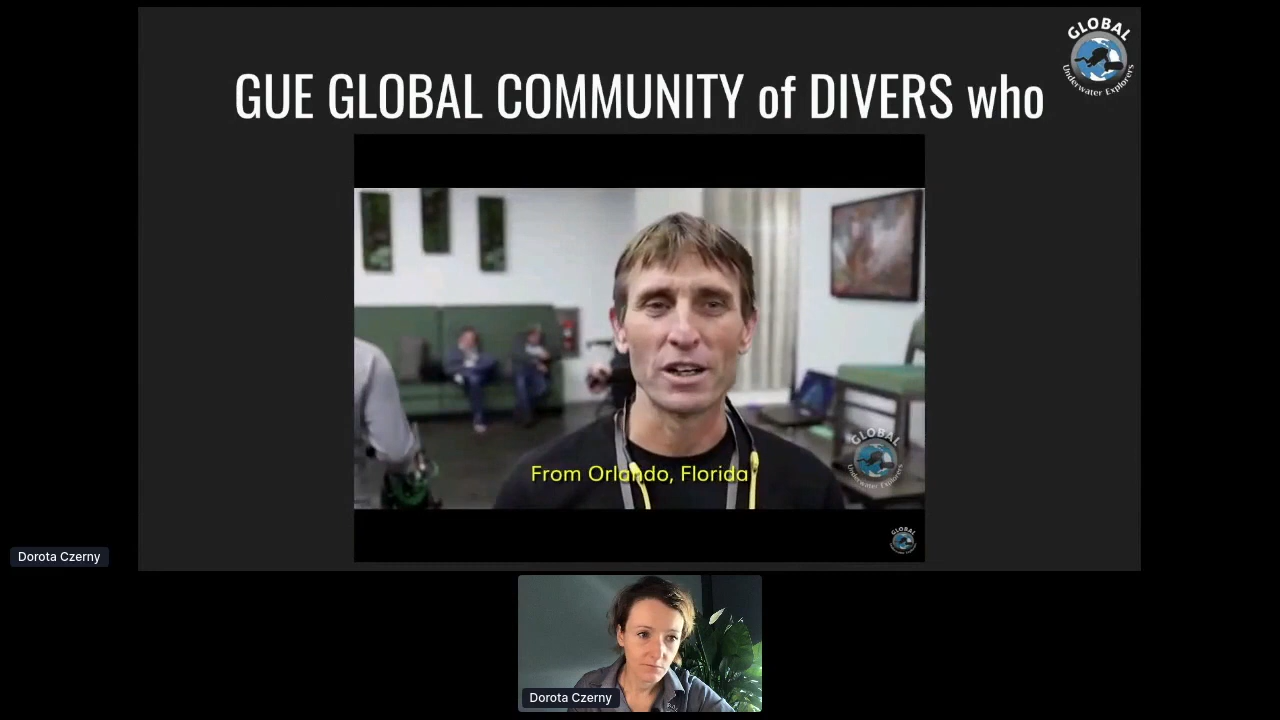 GLOBAL
Underwater Explorers
GUE GLOBAL COMMUNITY of DIVERS who
GLOBAL
Underwater Explorers
From Orlando, Florida
GLOBAL
Dorota Czerny
Dorota Czerny